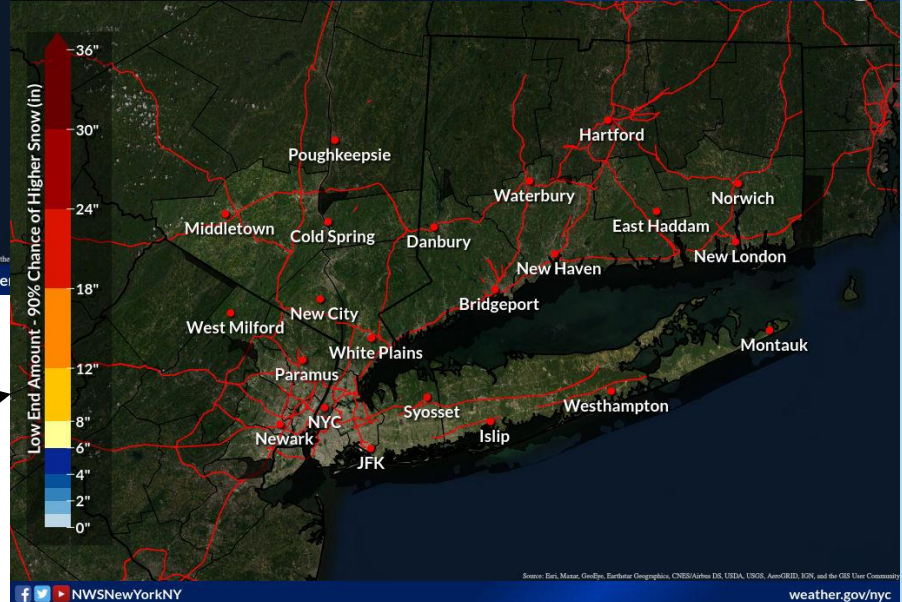 Low End Amount - 90% Chance of Higher Snow (in)
36"
30"
24"
18"
12"
8"
6"
4"
2"
0"
Hartford
Poughkeepsie
Waterbury
Norwich
Middletown
Cold Spring
Danbury
East Haddam
New London
New Haven
Bridgeport
New City
West Milford
White Plains
Montauk
Paramus
Syosset
Westhampton
NYC
Newark
Islip
JFK
Source: Esri, Maxar, GeoEye, Earthstar Geographics, CNES/Airbus DS, USDA, USGS, AeroGRID, IGN, and the GIS User Community
NWSNewYorkNY
weather.gov/nyc